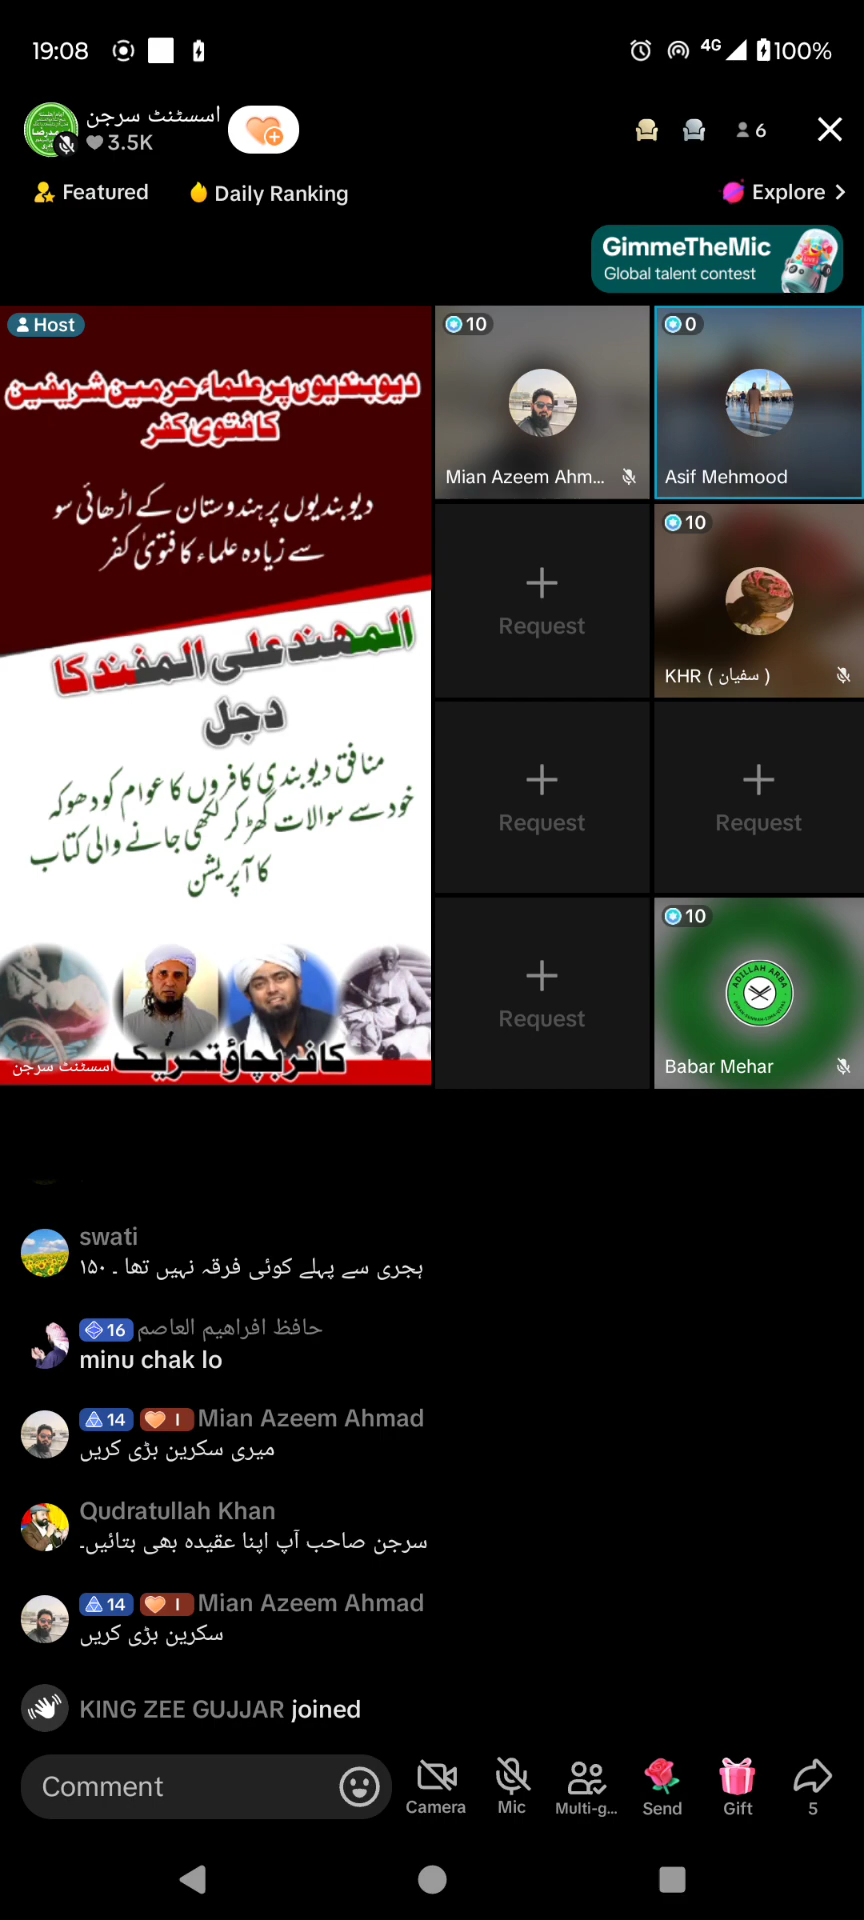 19:08
4G
100%
اسسٹنٹ سرجن
3.5K
6
Featured
Daily Ranking
Explore
GimmeTheMic
Global talent contest
Host
دیوبندیوں پر علماء حرمین شریفین
کا فتویٰ کفر
دیوبندیوں پر ہندوستان کے اڑھائی سو
سے زیادہ علماء کا فتویٰ کفر
المهند علی المفند کا
دجل
منافق دیوبندی کافروں کا عوام کو دھوکہ
خود سے سوالات گھڑ کر لکھی جانے والی کتاب
کا آپریشن
کافر بچاؤ تحریک
اسسٹنٹ سرجن
10
Mian Azeem Ahm...
0
Asif Mehmood
Request
10
KHR ( سفیان )
Request
Request
Request
10
ADILLAH ARBA
Babar Mehar
swati
ہجری سے پہلے کوئی فرقہ نہیں تھا ۔ ۱۵۰
16 حافظ افراهيم العاصم
minu chak lo
14 I Mian Azeem Ahmad
میری سکرین بڑی کریں
Qudratullah Khan
سرجن صاحب آپ اپنا عقیدہ بھی بتائیں۔
14 I Mian Azeem Ahmad
سکرین بڑی کریں
KING ZEE GUJJAR joined
Comment
Camera
Mic
Multi-g...
Send
Gift
5